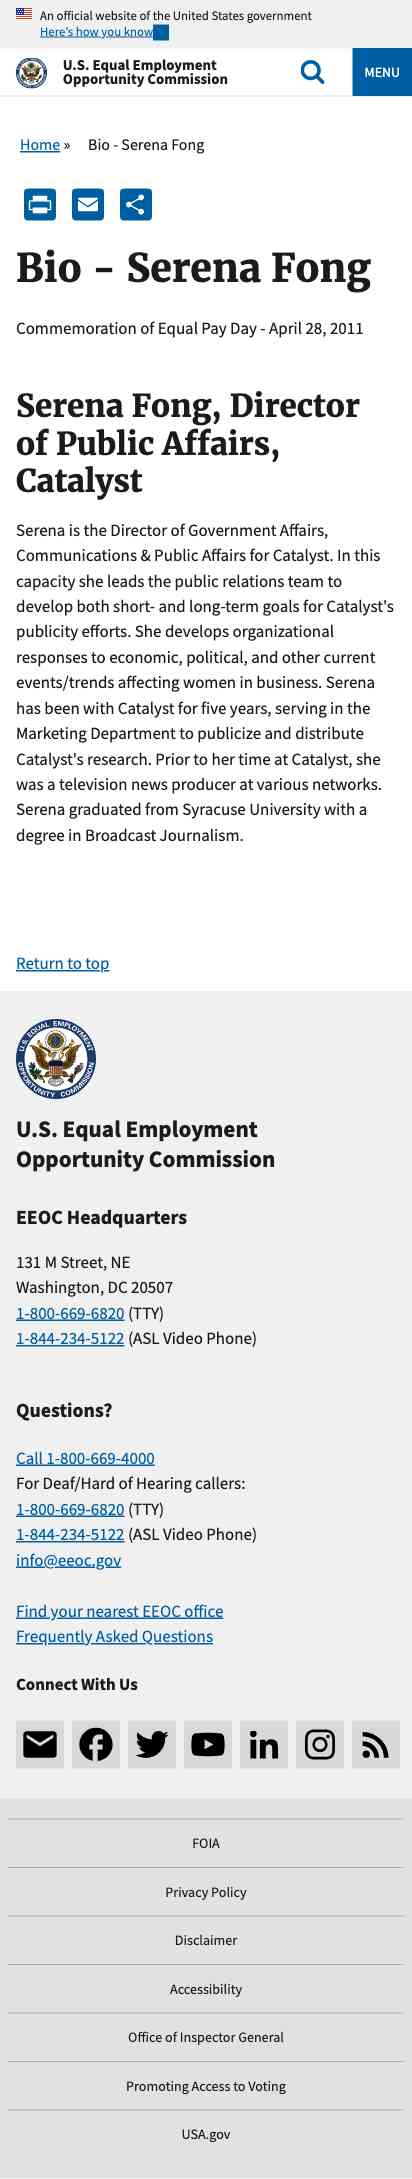 An official website of the United States government
Here's how you know
U.S. Equal Employment
Opportunity Commission
MENU
Home » Bio - Serena Fong
Bio - Serena Fong
Commemoration of Equal Pay Day - April 28, 2011
Serena Fong, Director
of Public Affairs,
Catalyst
Serena is the Director of Government Affairs,
Communications & Public Affairs for Catalyst. In this
capacity she leads the public relations team to
develop both short- and long-term goals for Catalyst's
publicity efforts. She develops organizational
responses to economic, political, and other current
events/trends affecting women in business. Serena
has been with Catalyst for five years, serving in the
Marketing Department to publicize and distribute
Catalyst's research. Prior to her time at Catalyst, she
was a television news producer at various networks.
Serena graduated from Syracuse University with a
degree in Broadcast Journalism.
Return to top
U.S. EQUAL EMPLOYMENT
OPPORTUNITY COMMISSION
U.S. Equal Employment
Opportunity Commission
EEOC Headquarters
131 M Street, NE
Washington, DC 20507
1-800-669-6820 (TTY)
1-844-234-5122 (ASL Video Phone)
Questions?
Call 1-800-669-4000
For Deaf/Hard of Hearing callers:
1-800-669-6820 (TTY)
1-844-234-5122 (ASL Video Phone)
info@eeoc.gov
Find your nearest EEOC office
Frequently Asked Questions
Connect With Us
FOIA
Privacy Policy
Disclaimer
Accessibility
Office of Inspector General
Promoting Access to Voting
USA.gov